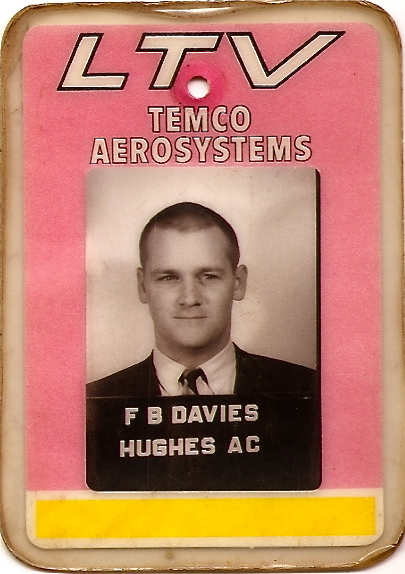 LTV
TEMCO
AEROSYSTEMS
F B DAVIES
HUGHES AC